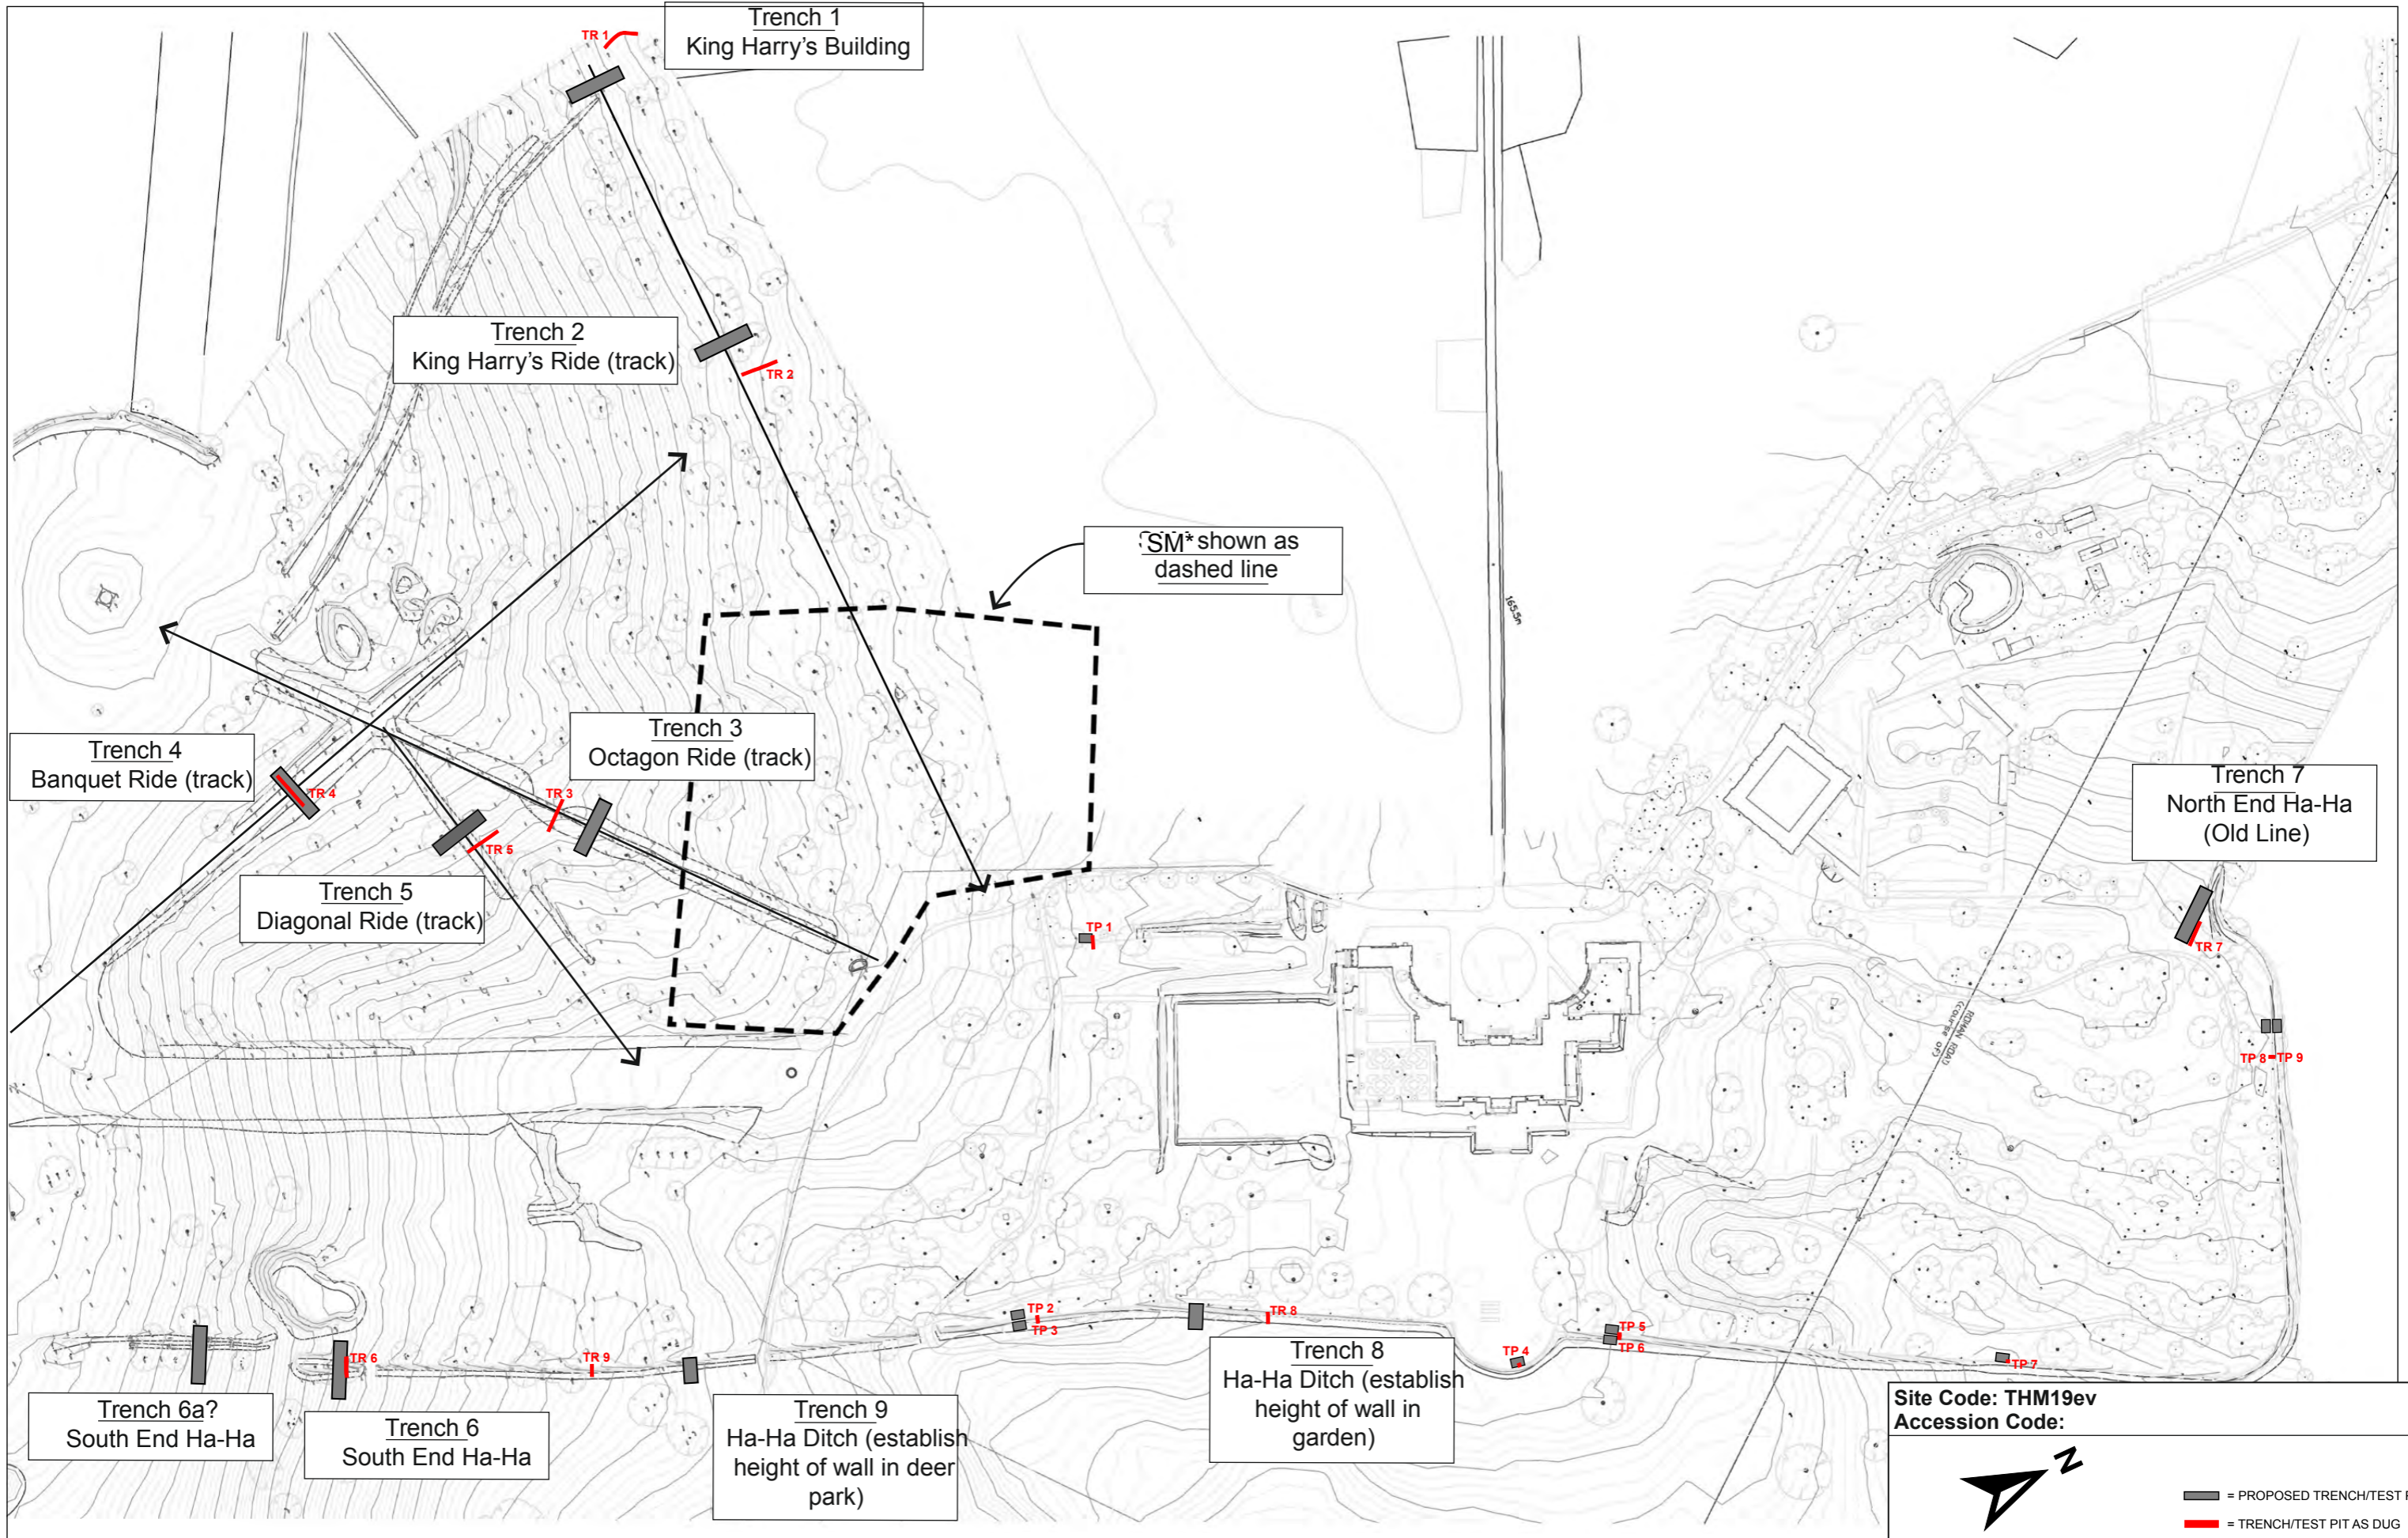 Trench 1
King Harry's Building
TR 1
Trench 2
King Harry's Ride (track)
TR 2
SM* shown as
dashed line
165.5m
Trench 3
Octagon Ride (track)
TR 3
Trench 4
Banquet Ride (track)
TR 4
TR 5
Trench 5
Diagonal Ride (track)
Trench 7
North End Ha-Ha
(Old Line)
TR 7
TP 1
ROMAN ROAD
(course of)
TP 8
TP 9
TP 2
TP 3
TR 8
TP 4
TP 5
TP 6
TP 7
TR 6
TR 9
Trench 6a?
South End Ha-Ha
Trench 6
South End Ha-Ha
Trench 9
Ha-Ha Ditch (establish
height of wall in deer
park)
Trench 8
Ha-Ha Ditch (establish
height of wall in
garden)
Site Code: THM19ev
Accession Code:
N
= PROPOSED TRENCH/TEST P
= TRENCH/TEST PIT AS DUG